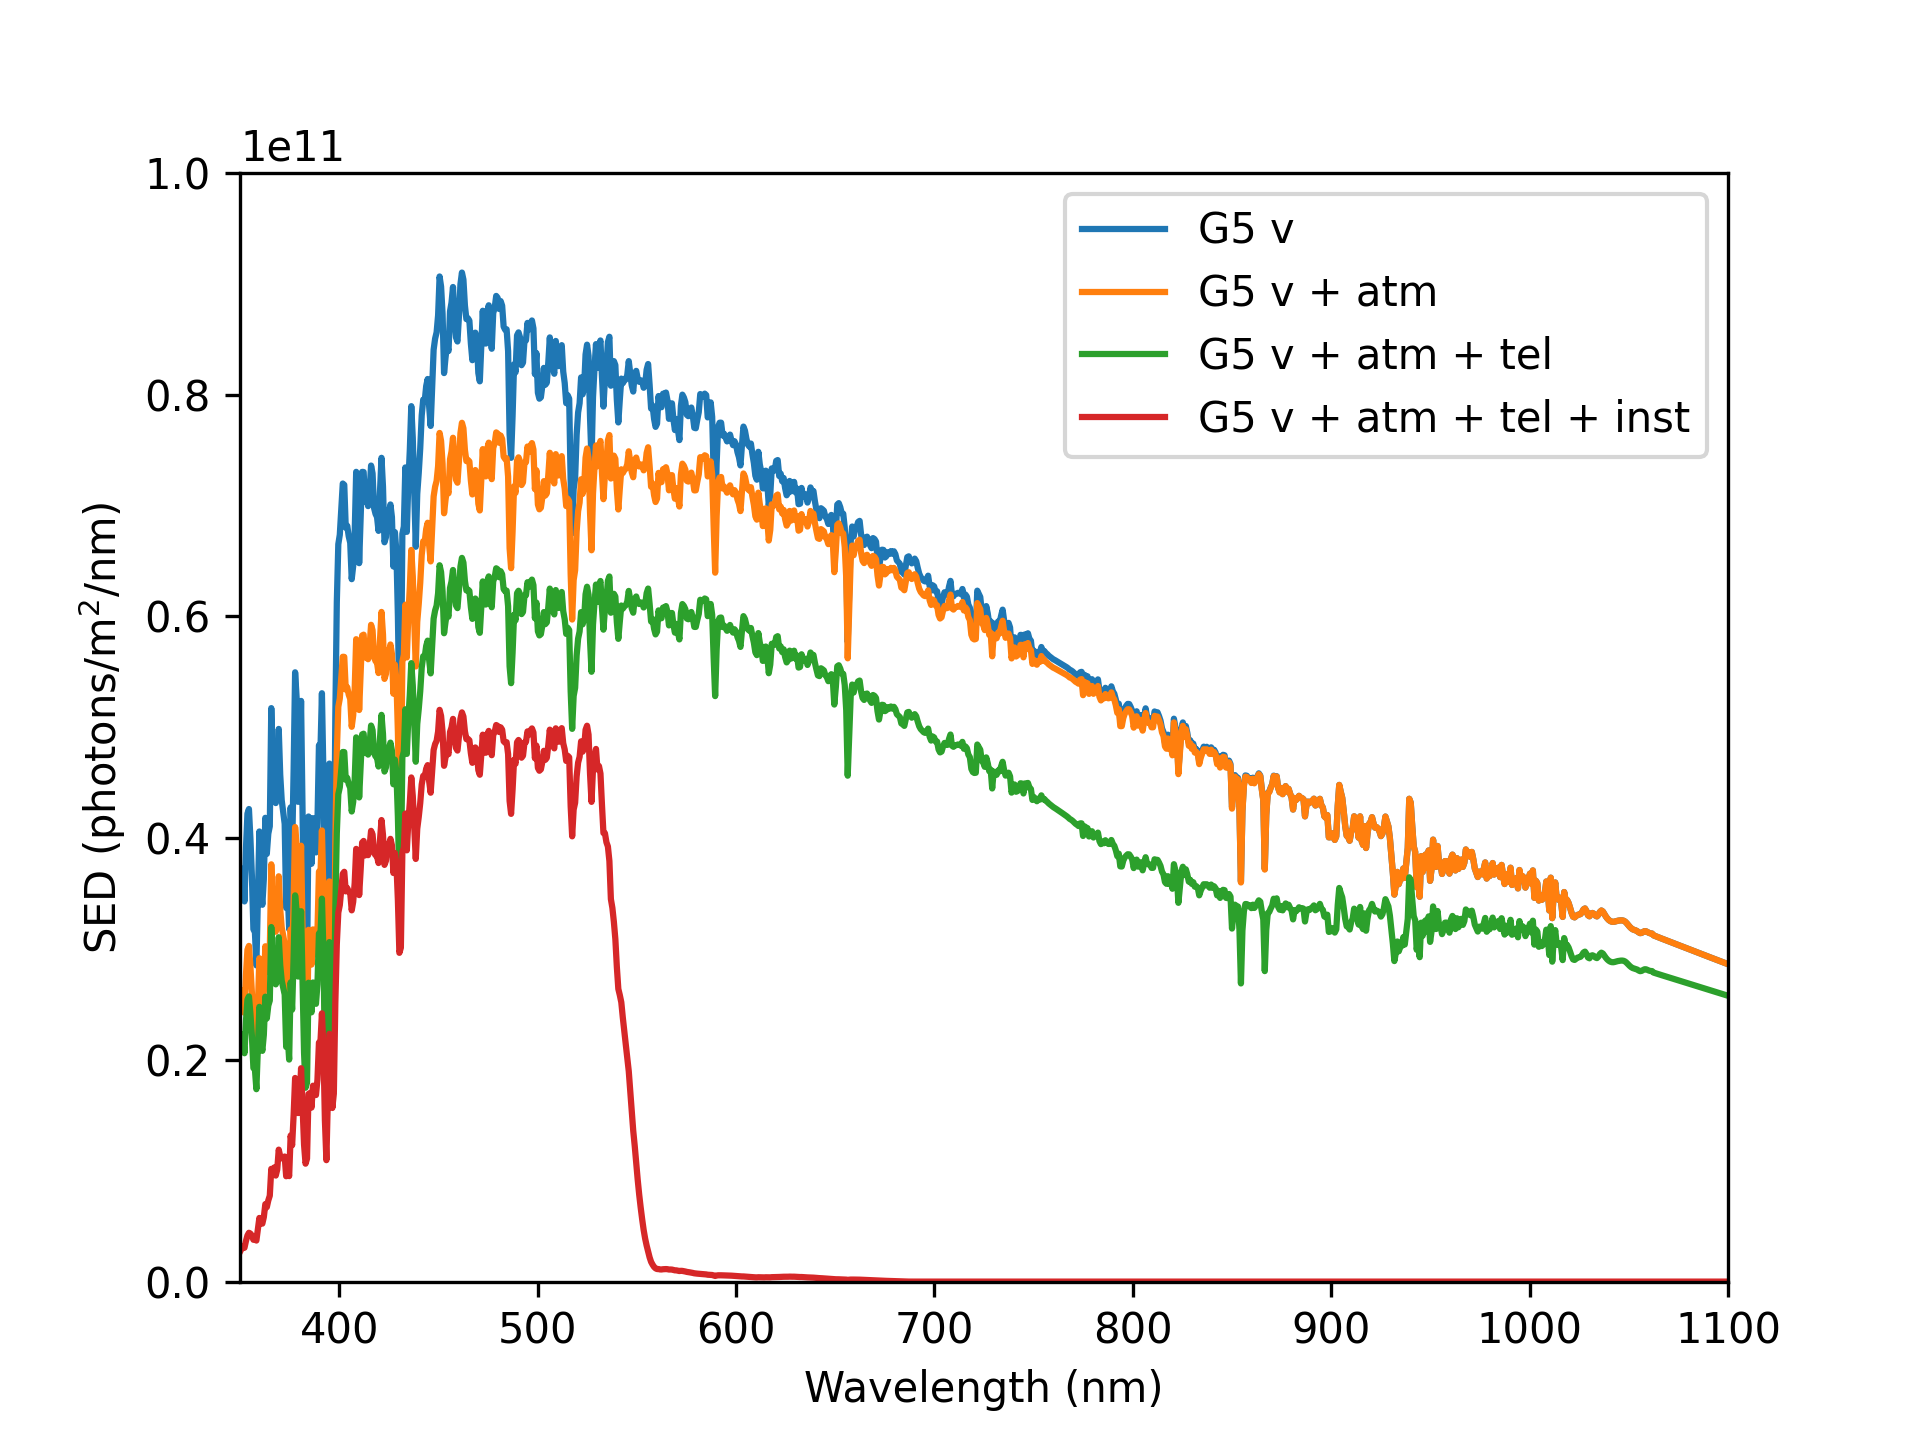 1e11
1.0
0.8
0.6
0.4
0.2
0.0
SED (photons/m²/nm)
400 500 600 700 800 900 1000 1100
Wavelength (nm)
G5 v
G5 v + atm
G5 v + atm + tel
G5 v + atm + tel + inst